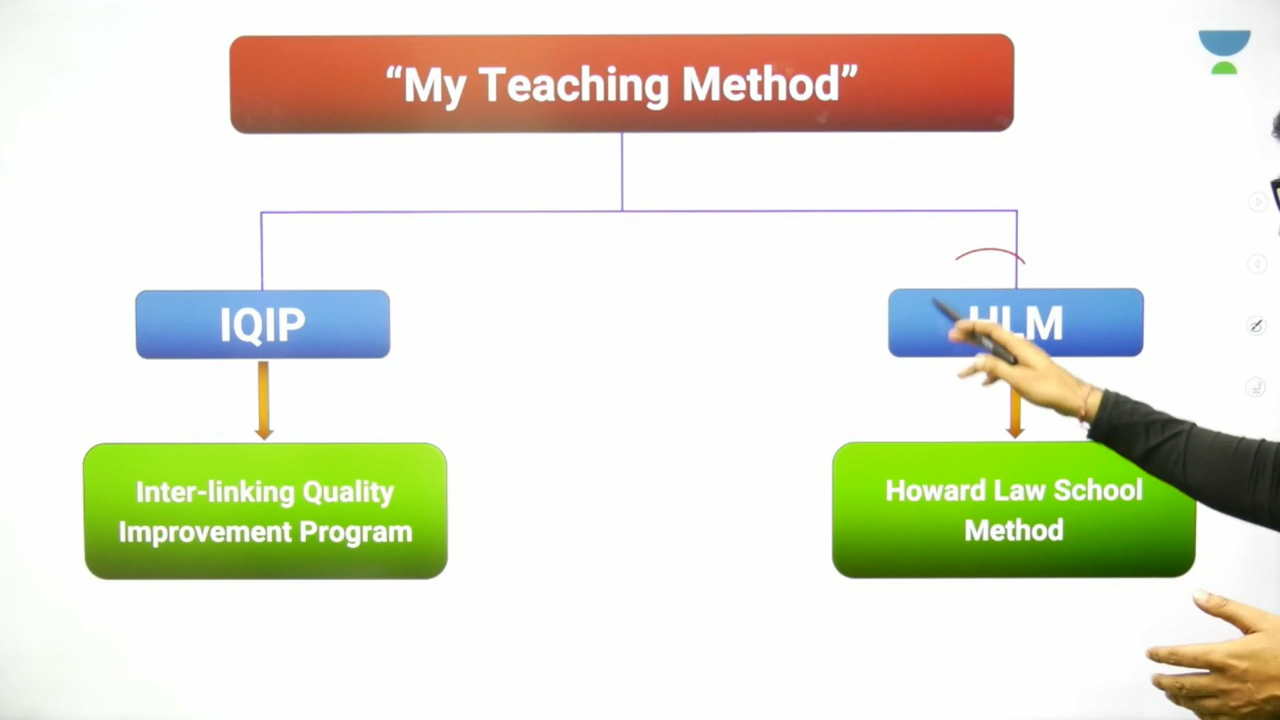 “My Teaching Method”
IQIP
HLM
Inter-linking Quality
Improvement Program
Howard Law School
Method